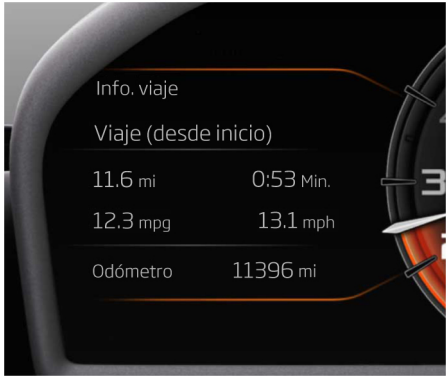 Info. viaje
Viaje (desde inicio)
11.6 mi 0:53 Min.
12.3 mpg 13.1 mph
Odómetro 11396 mi
3